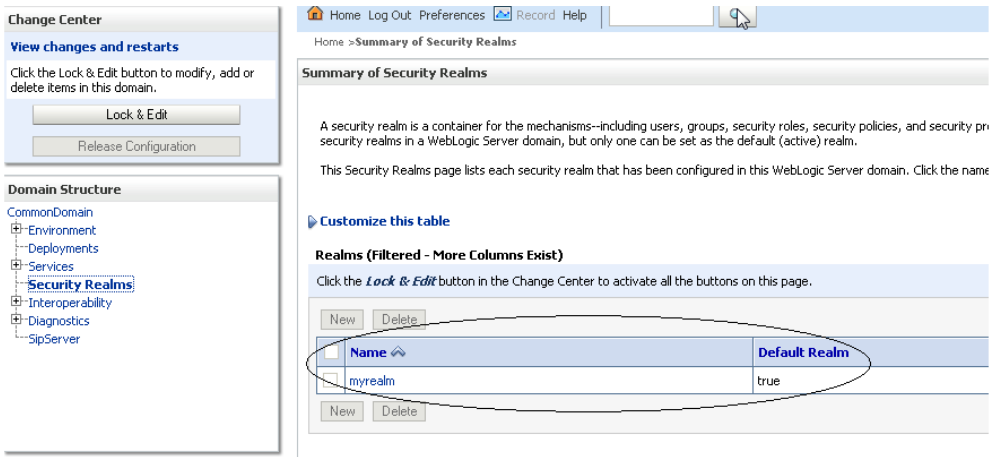 Change Center
View changes and restarts
Click the Lock & Edit button to modify, add or
delete items in this domain.
Lock & Edit
Release Configuration
Domain Structure
CommonDomain
Environment
Deployments
Services
Security Realms
Interoperability
Diagnostics
SipServer
Home Log Out Preferences Record Help
Home >Summary of Security Realms
Summary of Security Realms
A security realm is a container for the mechanisms--including users, groups, security roles, security policies, and security pr
security realms in a WebLogic Server domain, but only one can be set as the default (active) realm.
This Security Realms page lists each security realm that has been configured in this WebLogic Server domain. Click the name
Customize this table
Realms (Filtered - More Columns Exist)
Click the Lock & Edit button in the Change Center to activate all the buttons on this page.
New Delete
Name Default Realm
myrealm true
New Delete